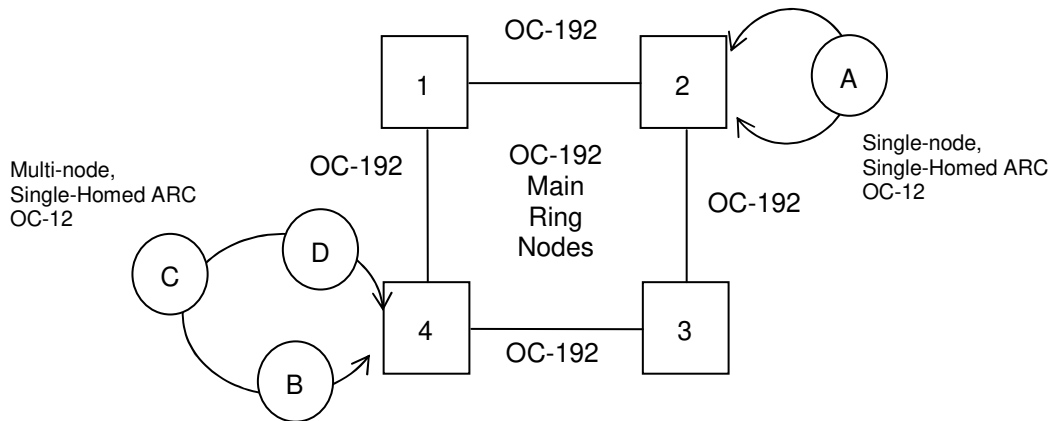 OC-192
1
2
A
OC-192
OC-192
Main
Ring
Nodes
Single-node,
Single-Homed ARC
OC-12
Multi-node,
Single-Homed ARC
OC-12
OC-192
C
D
4
3
B
OC-192